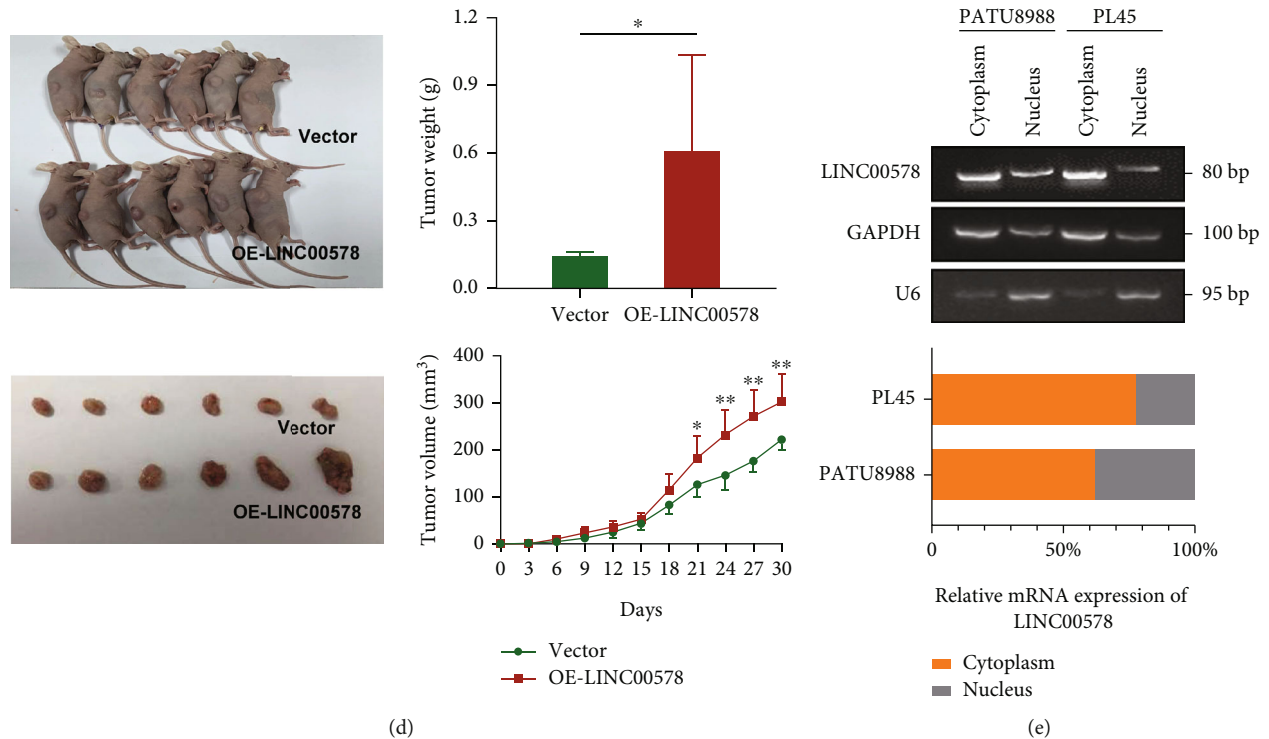 Vector
OE-LINC00578
Vector
OE-LINC00578
Tumor weight (g)
1.2
0.9
0.6
0.3
0.0
*
Vector OE-LINC00578
Tumor volume (mm³)
400
300
200
100
0
* ** ** **
0 3 6 9 12 15 18 21 24 27 30
Days
Vector
OE-LINC00578
(d)
PATU8988 PL45
Cytoplasm Nucleus Cytoplasm Nucleus
LINC00578 80 bp
GAPDH 100 bp
U6 95 bp
PL45
PATU8988
0 50% 100%
Relative mRNA expression of
LINC00578
Cytoplasm
Nucleus
(e)